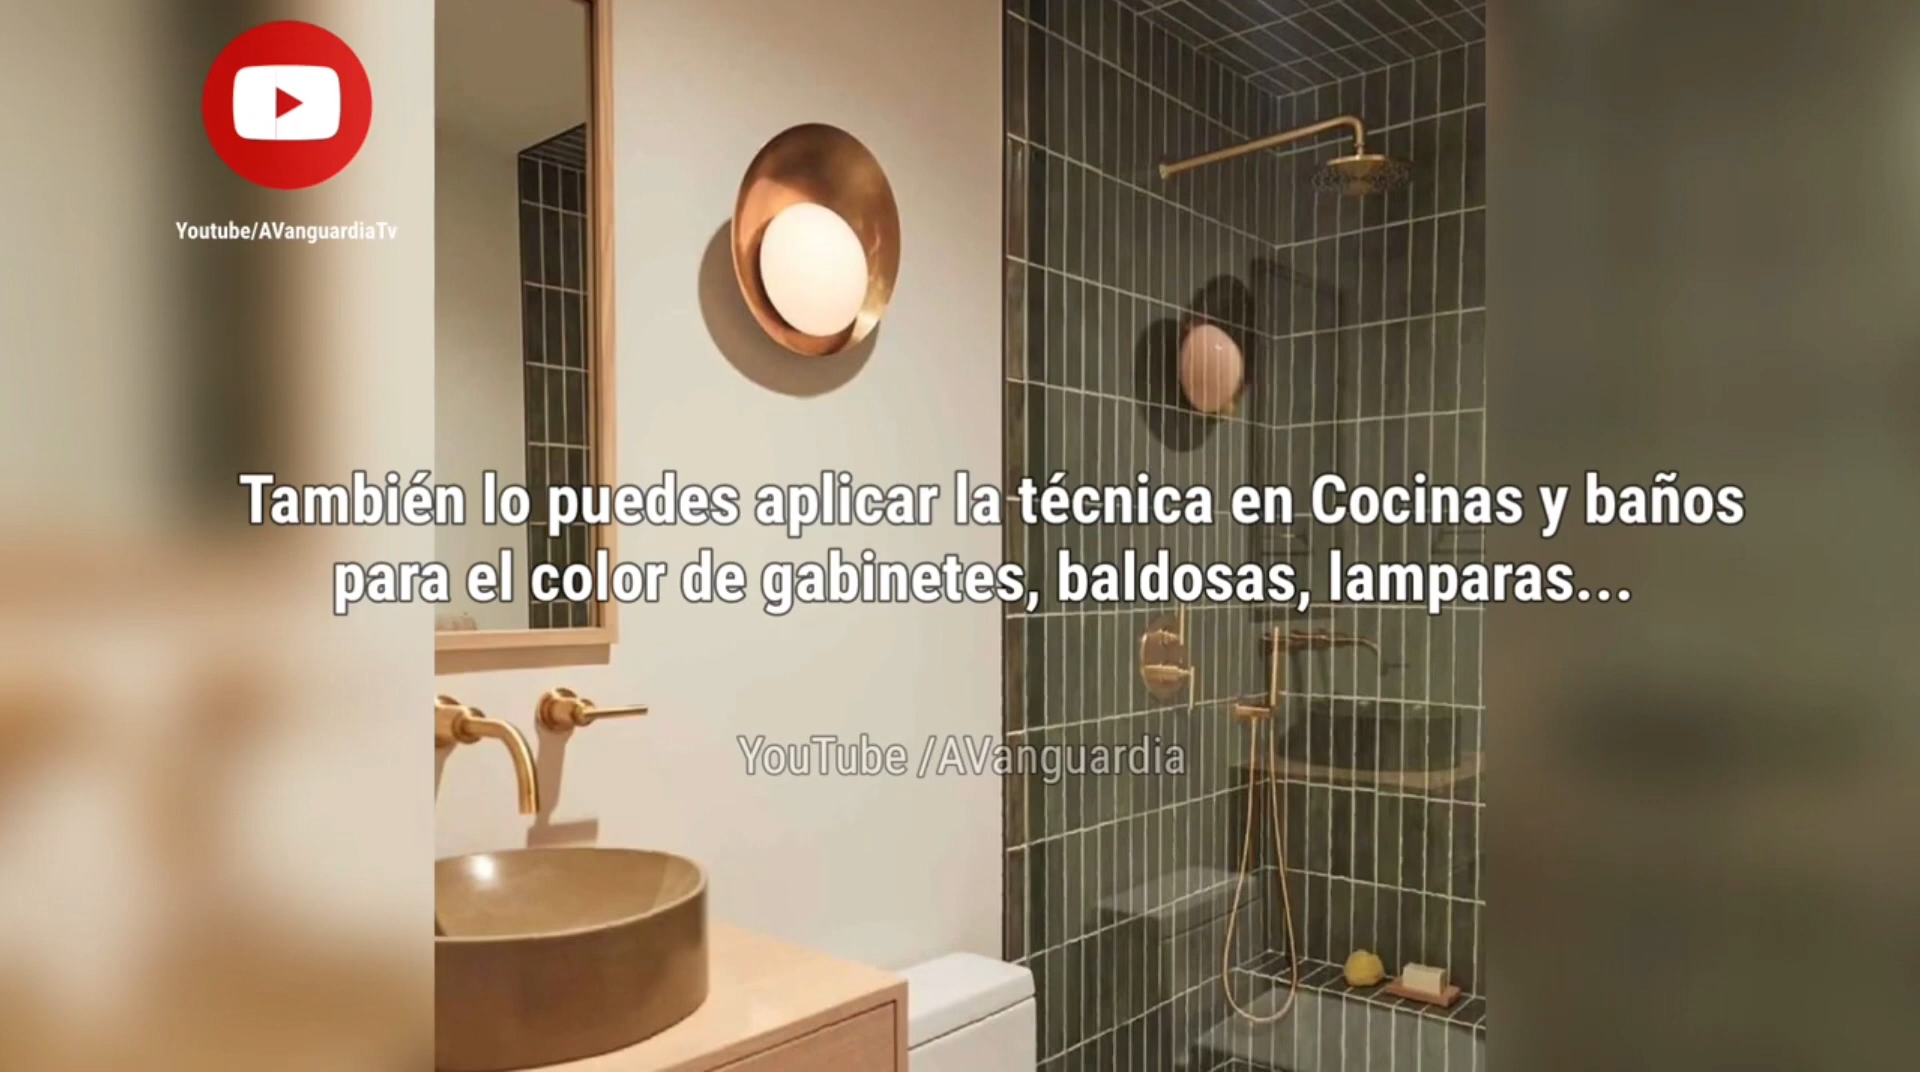 Youtube/AVanguardiaTv
También lo puedes aplicar la técnica en Cocinas y baños
para el color de gabinetes, baldosas, lamparas...
YouTube /AVanguardia